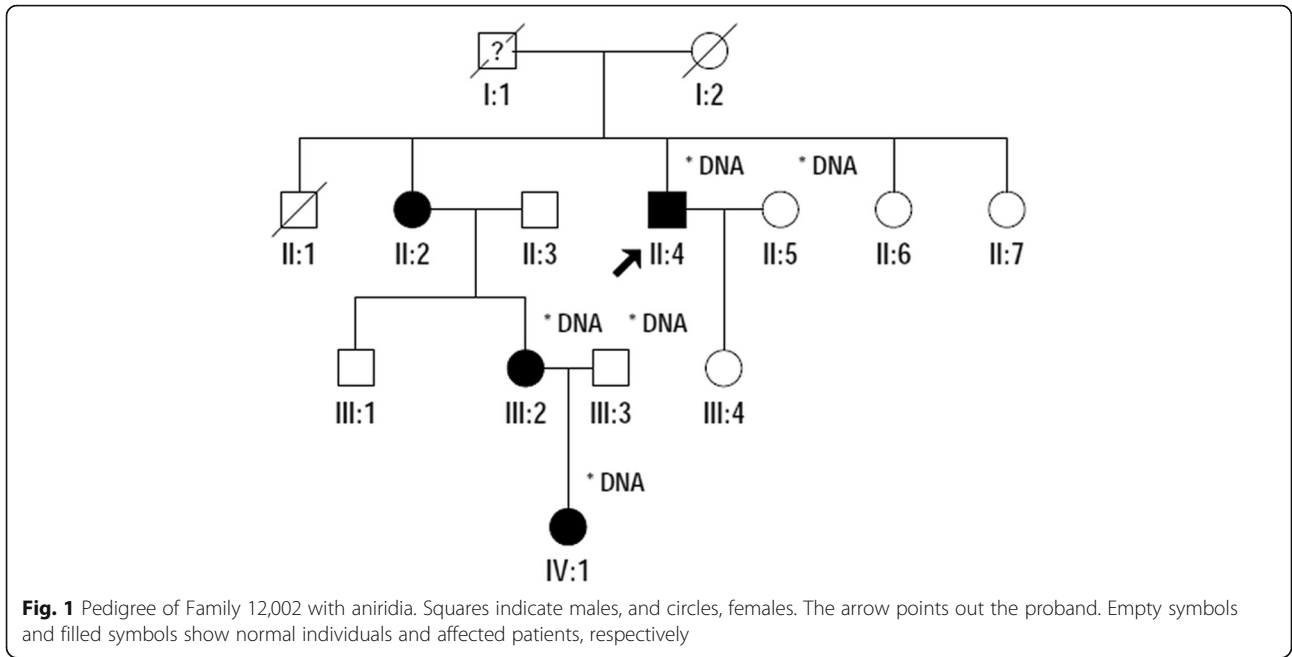 ?
I:1 I:2
* DNA * DNA
II:1 II:2 II:3 II:4 II:5 II:6 II:7
* DNA * DNA
III:1 III:2 III:3 III:4
* DNA
IV:1
Fig. 1 Pedigree of Family 12,002 with aniridia. Squares indicate males, and circles, females. The arrow points out the proband. Empty symbols
and filled symbols show normal individuals and affected patients, respectively